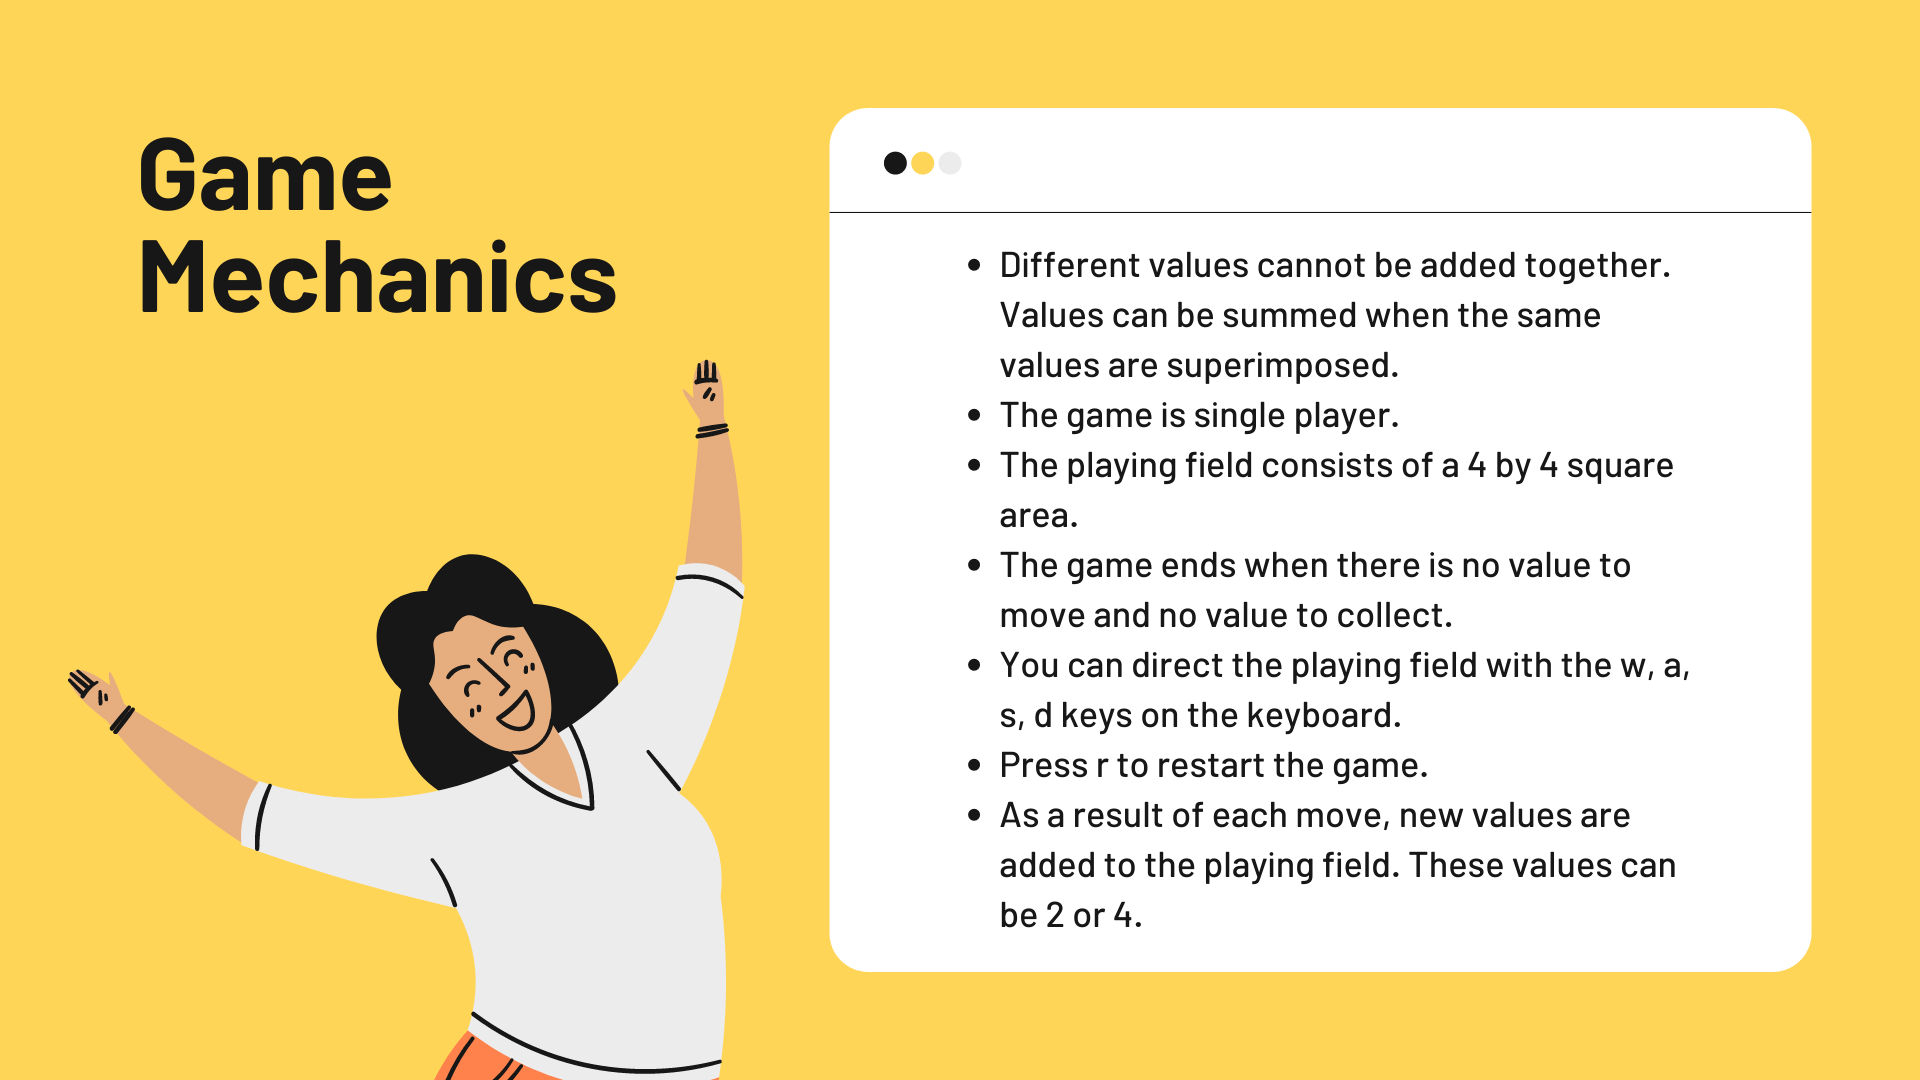 Game
Mechanics
• Different values cannot be added together.
Values can be summed when the same
values are superimposed.
• The game is single player.
• The playing field consists of a 4 by 4 square
area.
• The game ends when there is no value to
move and no value to collect.
• You can direct the playing field with the w, a,
s, d keys on the keyboard.
• Press r to restart the game.
• As a result of each move, new values are
added to the playing field. These values can
be 2 or 4.